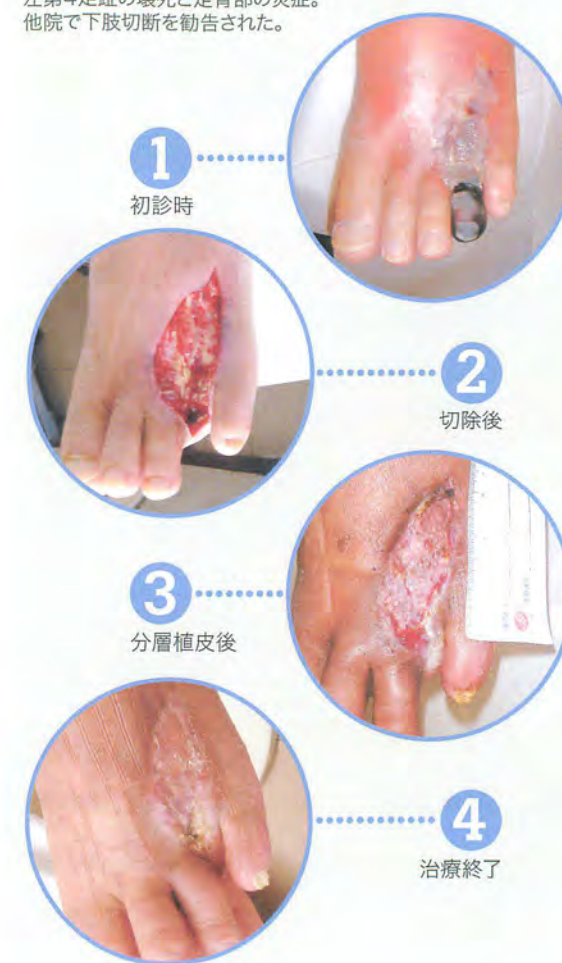 左第4足趾の壊死と足背部の炎症。
他院で下肢切断を勧告された。
1
初診時
2
切除後
3
分層植皮後
4
治療終了